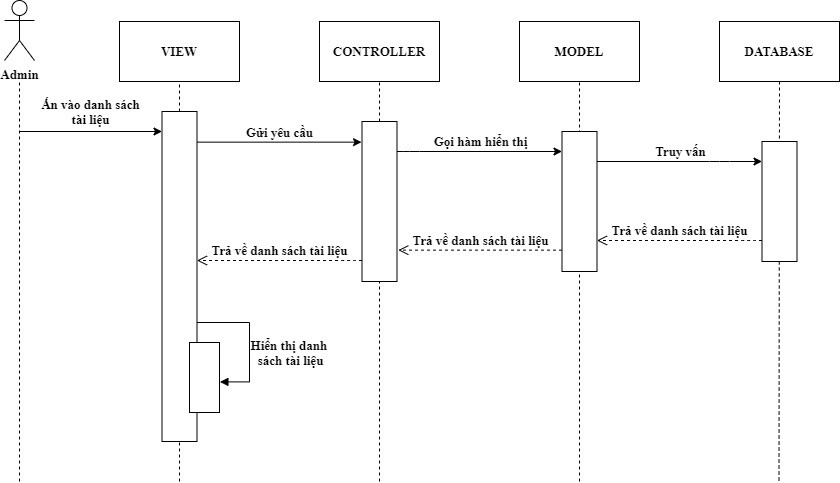 VIEW
CONTROLLER
MODEL
DATABASE
Admin
Ấn vào danh sách
tài liệu
Gửi yêu cầu
Gọi hàm hiển thị
Truy vấn
Trả về danh sách tài liệu
Trả về danh sách tài liệu
Trả về danh sách tài liệu
Hiển thị danh
sách tài liệu